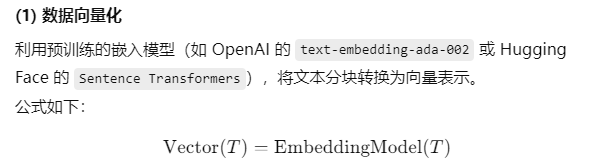 (1) 数据向量化
利用预训练的嵌入模型（如 OpenAI 的 text-embedding-ada-002 或 Hugging
Face 的 Sentence Transformers），将文本分块转换为向量表示。
公式如下：
Vector(T) = EmbeddingModel(T)